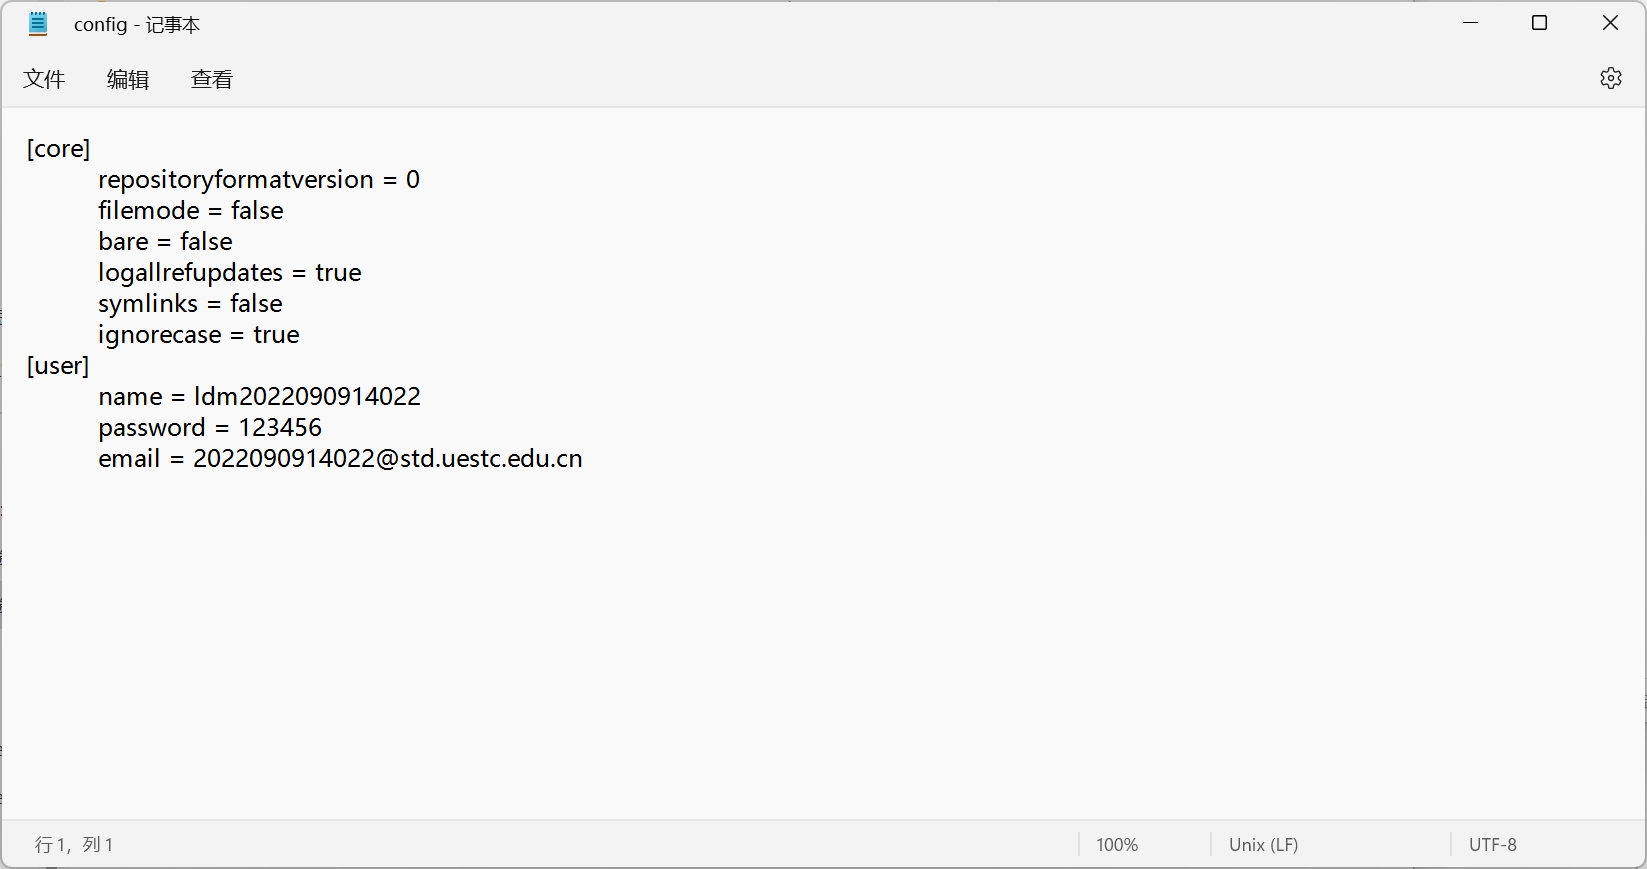 config - 记事本
文件 编辑 查看
[core]
repositoryformatversion = 0
filemode = false
bare = false
logallrefupdates = true
symlinks = false
ignorecase = true
[user]
name = ldm2022090914022
password = 123456
email = 2022090914022@std.uestc.edu.cn
行 1，列 1 100% Unix (LF) UTF-8